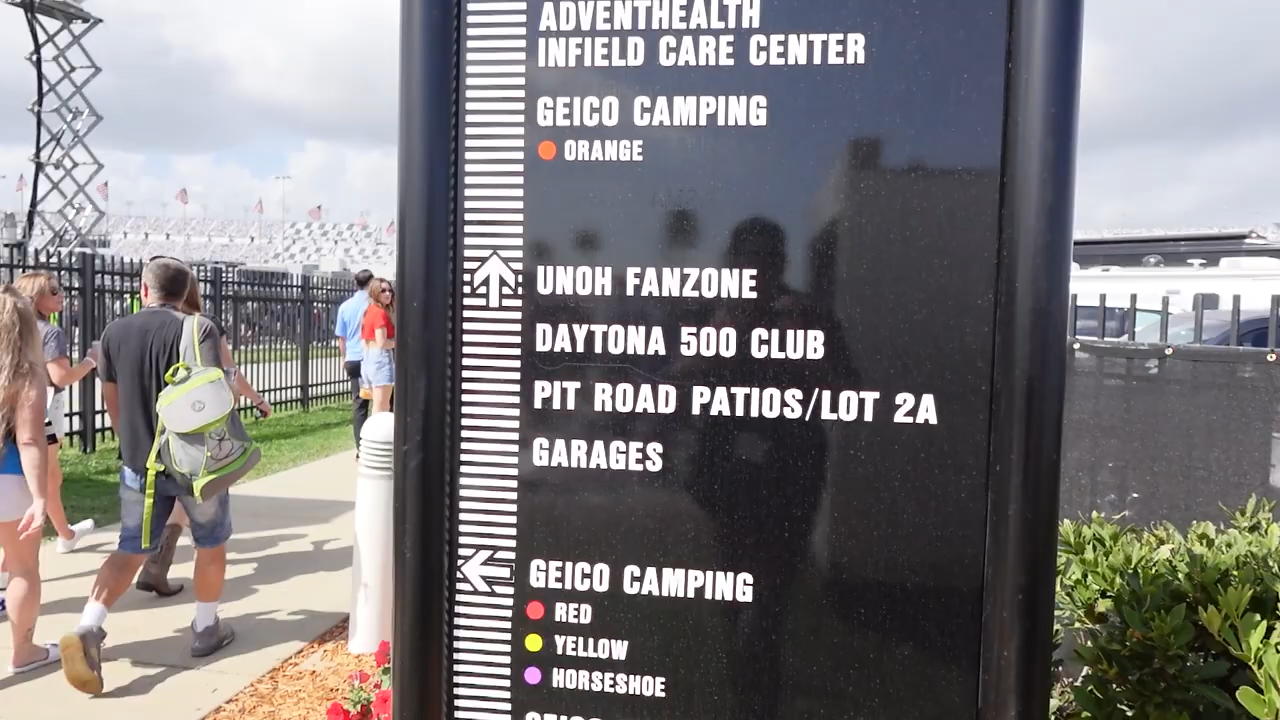 ADVENTHEALTH
INFIELD CARE CENTER
GEICO CAMPING
ORANGE
UNOH FANZONE
DAYTONA 500 CLUB
PIT ROAD PATIOS/LOT 2A
GARAGES
GEICO CAMPING
RED
YELLOW
HORSESHOE
GEICO